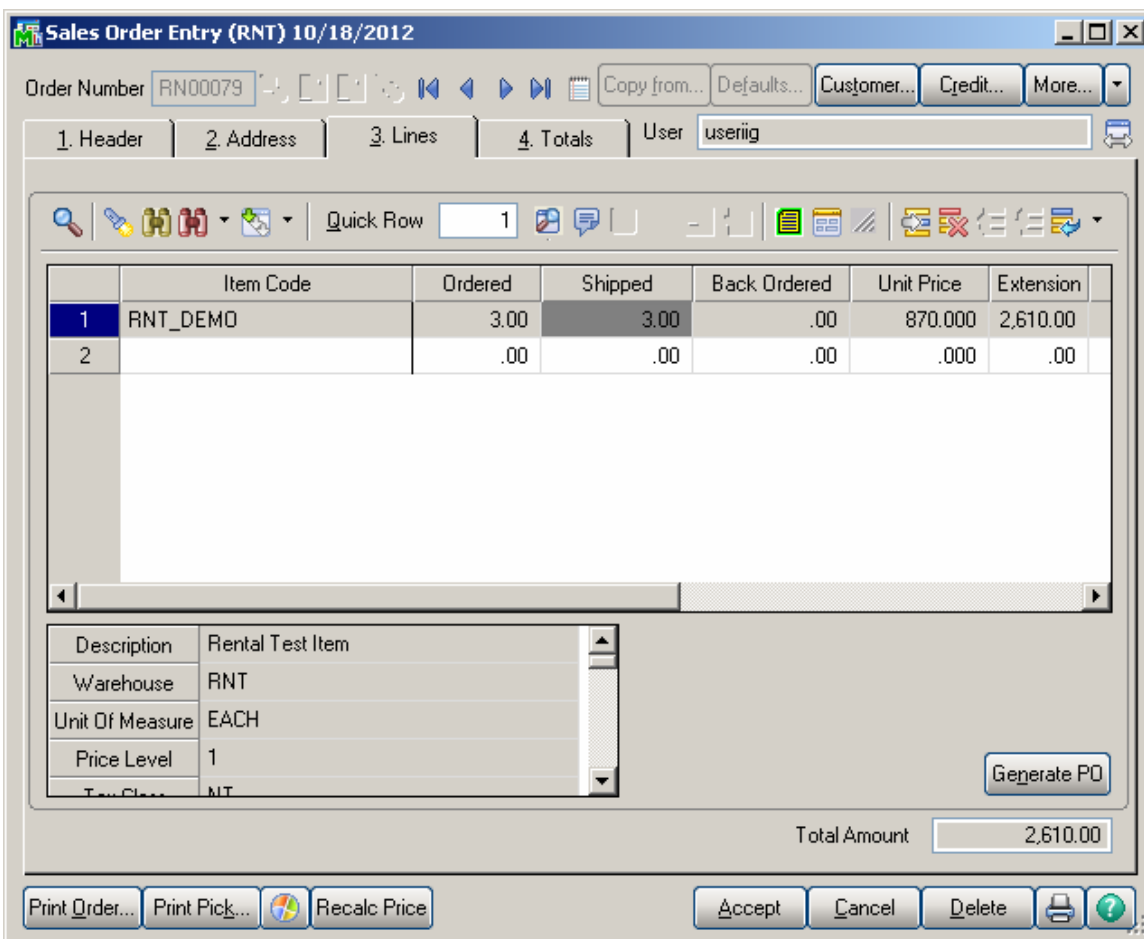 Sales Order Entry (RNT) 10/18/2012
Order Number RN00079 Copy from... Defaults... Customer... Credit... More...
1. Header 2. Address 3. Lines 4. Totals User useriig
Quick Row 1
Item Code Ordered Shipped Back Ordered Unit Price Extension
1 RNT_DEMO 3.00 3.00 .00 870.000 2,610.00
2 .00 .00 .00 .000 .00
Description Rental Test Item
Warehouse RNT
Unit Of Measure EACH
Price Level 1
Tax Class NT
Generate PO
Total Amount 2,610.00
Print Order... Print Pick... Recalc Price Accept Cancel Delete